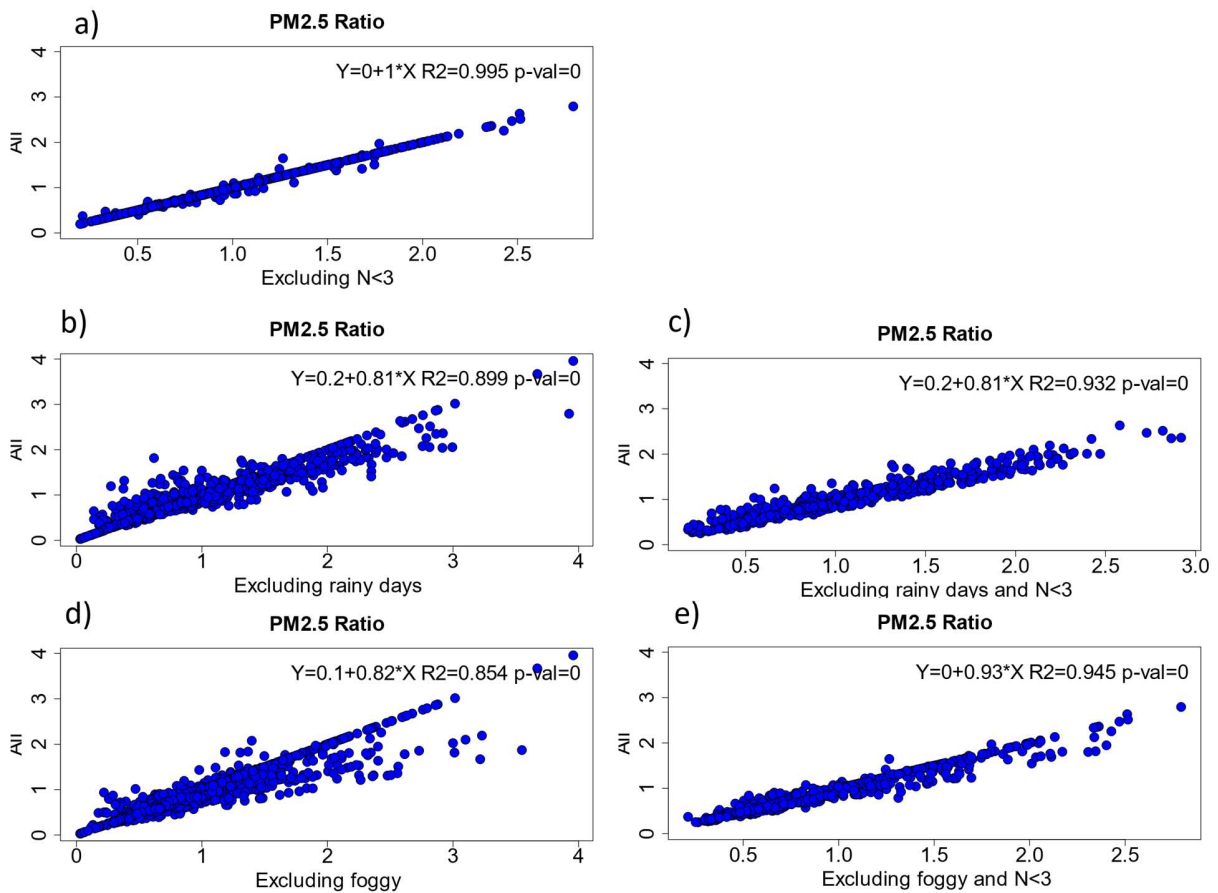 a)
PM2.5 Ratio
Y=0+1*X R2=0.995 p-val=0
4
3
2
1
0
All
0.5 1.0 1.5 2.0 2.5
Excluding N<3
b)
PM2.5 Ratio
Y=0.2+0.81*X R2=0.899 p-val=0
4
3
2
1
0
All
0 1 2 3 4
Excluding rainy days
c)
PM2.5 Ratio
Y=0.2+0.81*X R2=0.932 p-val=0
4
3
2
1
0
All
0.5 1.0 1.5 2.0 2.5 3.0
Excluding rainy days and N<3
d)
PM2.5 Ratio
Y=0.1+0.82*X R2=0.854 p-val=0
4
3
2
1
0
All
0 1 2 3 4
Excluding foggy
e)
PM2.5 Ratio
Y=0+0.93*X R2=0.945 p-val=0
4
3
2
1
0
All
0.5 1.0 1.5 2.0 2.5
Excluding foggy and N<3